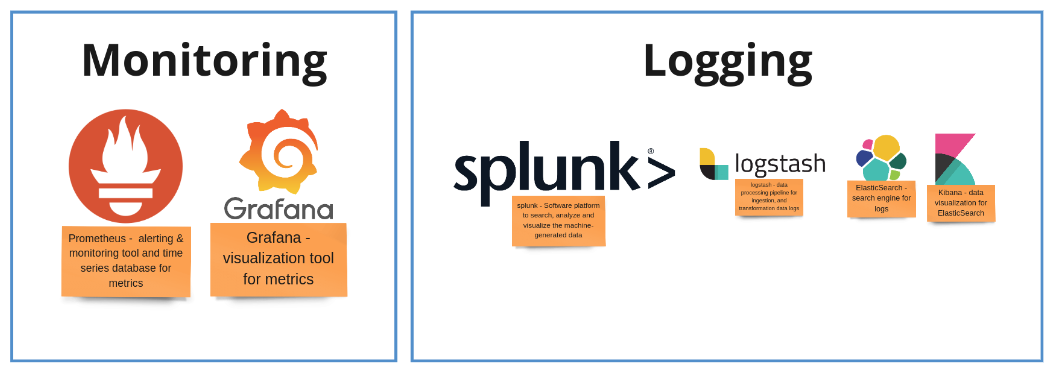 Monitoring
Grafana
Prometheus - alerting &
monitoring tool and time
series database for
metrics
Grafana -
visualization tool
for metrics
Logging
splunk>®
splunk - Software platform
to search, analyze and
visualize the machine-
generated data
logstash
logstash - data
processing pipeline for
ingestion, and
transformation data logs
ElasticSearch -
search engine for
logs
Kibana - data
visualization for
ElasticSearch